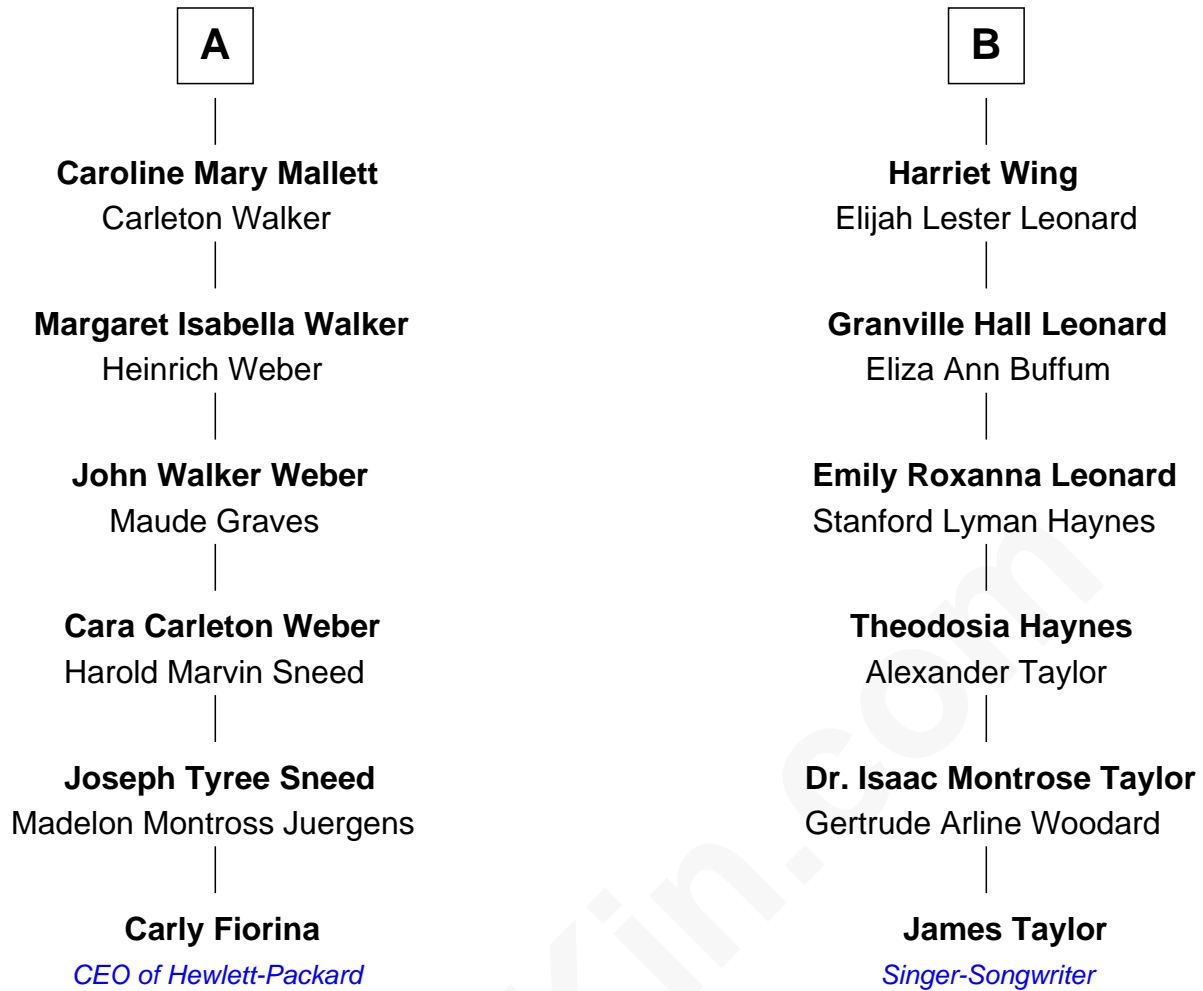 A
Caroline Mary Mallett
Carleton Walker
Margaret Isabella Walker
Heinrich Weber
John Walker Weber
Maude Graves
Cara Carleton Weber
Harold Marvin Sneed
Joseph Tyree Sneed
Madelon Montross Juergens
Carly Fiorina
CEO of Hewlett-Packard
B
Harriet Wing
Elijah Lester Leonard
Granville Hall Leonard
Eliza Ann Buffum
Emily Roxanna Leonard
Stanford Lyman Haynes
Theodosia Haynes
Alexander Taylor
Dr. Isaac Montrose Taylor
Gertrude Arline Woodard
James Taylor
Singer-Songwriter